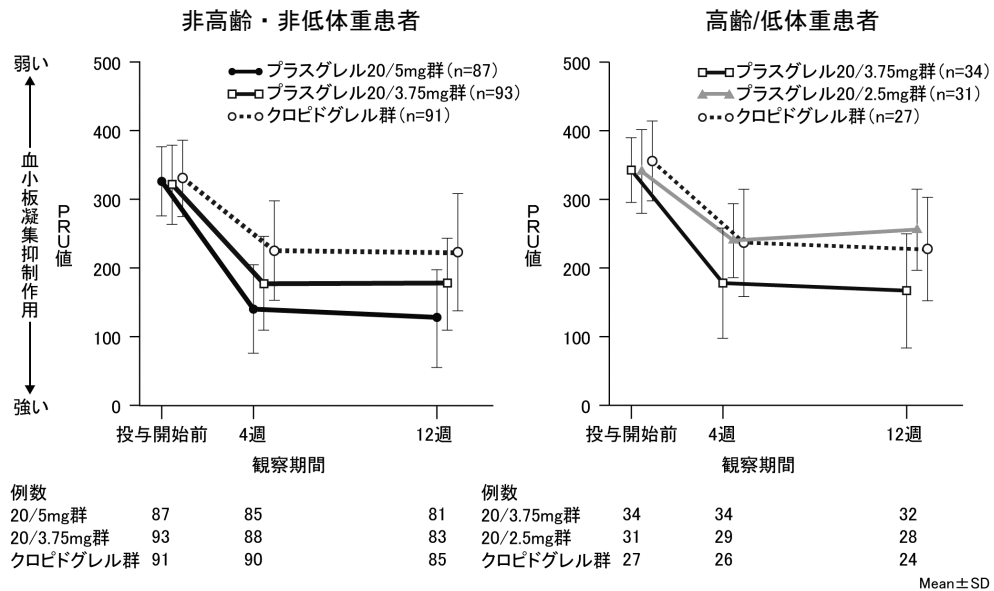 非高齢・非低体重患者
弱い
血小板凝集抑制作用
強い
PRU値
500
400
300
200
100
0
プラスグレル20/5mg群(n=87)
プラスグレル20/3.75mg群(n=93)
クロピドグレル群(n=91)
投与開始前 4週 12週
観察期間
例数
20/5mg群 87 85 81
20/3.75mg群 93 88 83
クロピドグレル群 91 90 85
高齢/低体重患者
PRU値
500
400
300
200
100
0
プラスグレル20/3.75mg群(n=34)
プラスグレル20/2.5mg群(n=31)
クロピドグレル群(n=27)
投与開始前 4週 12週
観察期間
例数
20/3.75mg群 34 34 32
20/2.5mg群 31 29 28
クロピドグレル群 27 26 24
Mean±SD